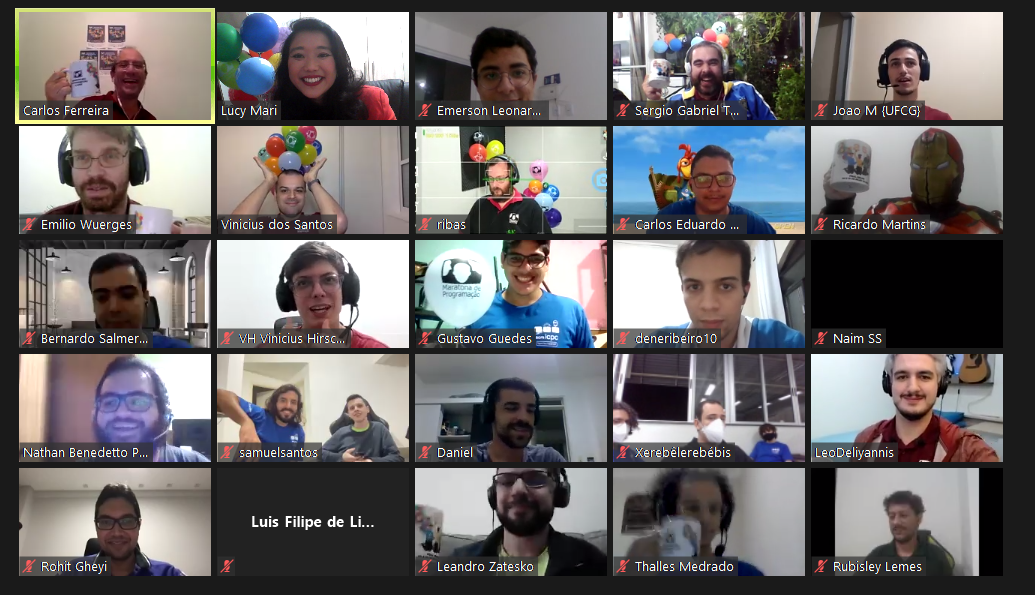 Carlos Ferreira
Lucy Mari
Emerson Leonar...
Sergio Gabriel T...
Joao M {UFCG}
Emilio Wuerges
Vinicius dos Santos
ribas
Carlos Eduardo ...
Ricardo Martins
Bernardo Salmer...
VH Vinicius Hirsc...
Maratona de
Programação
icpc
Gustavo Guedes
deneribeiro10
Naim SS
Nathan Benedetto P...
samuelsantos
Daniel
Xerebêlerebébis
LeoDeliyannis
Rohit Gheyi
Luis Filipe de Li...
Leandro Zatesko
Thalles Medrado
Rubisley Lemes